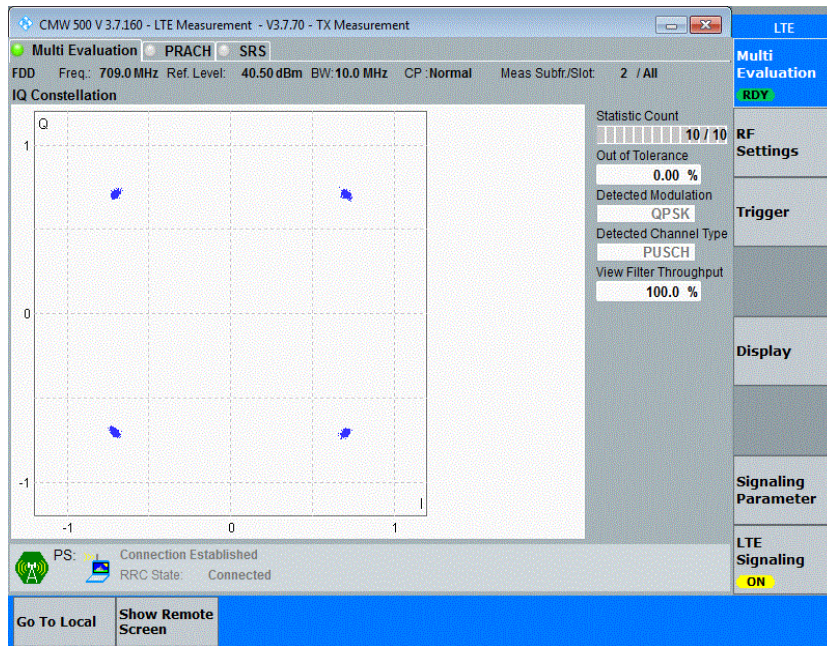 CMW 500 V 3.7.160 - LTE Measurement - V3.7.70 - TX Measurement
LTE
Multi Evaluation PRACH SRS
FDD Freq.: 709.0 MHz Ref. Level: 40.50 dBm BW: 10.0 MHz CP : Normal Meas Subfr./Slot: 2 / All
IQ Constellation
Q
1
0
-1
-1 0 1
I
Statistic Count
10 / 10
Out of Tolerance
0.00 %
Detected Modulation
QPSK
Detected Channel Type
PUSCH
View Filter Throughput
100.0 %
Multi
Evaluation
RDY
RF
Settings
Trigger
Display
Signaling
Parameter
LTE
Signaling
ON
PS: Connection Established
RRC State: Connected
Go To Local
Show Remote
Screen